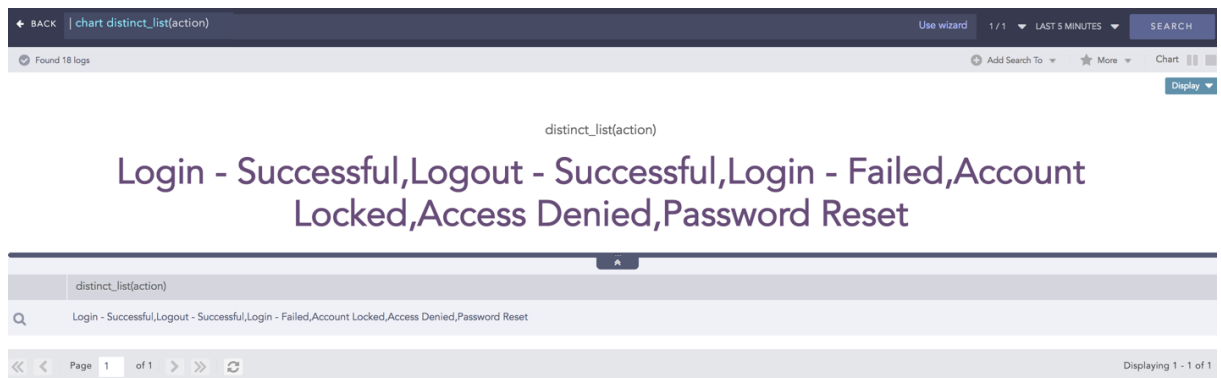 BACK | chart distinct_list(action) Use wizard 1 / 1 LAST 5 MINUTES SEARCH
Found 18 logs Add Search To More Chart
Display
distinct_list(action)
Login - Successful,Logout - Successful,Login - Failed,Account
Locked,Access Denied,Password Reset
distinct_list(action)
Login - Successful,Logout - Successful,Login - Failed,Account Locked,Access Denied,Password Reset
Page 1 of 1 Displaying 1 - 1 of 1